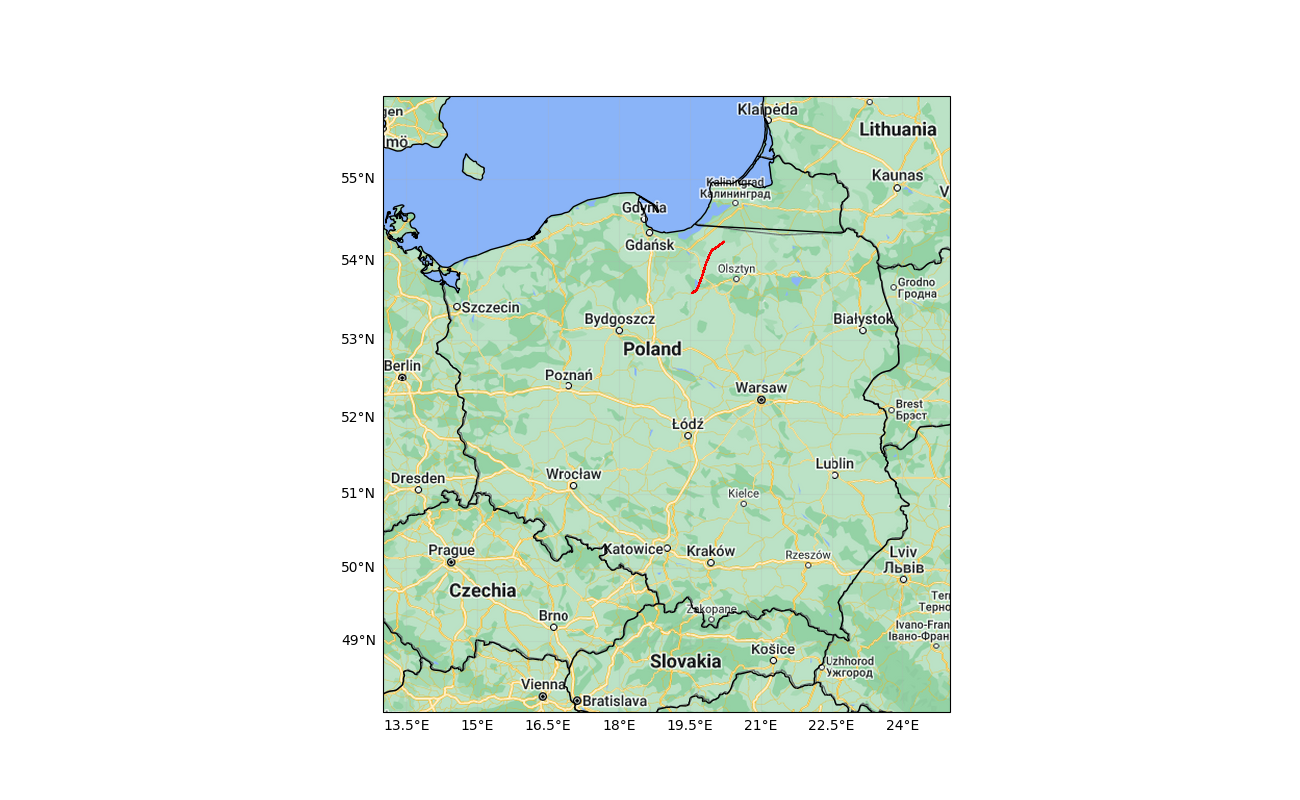 Klaipėda
gen
Lithuania
mö
Kaunas
55°N
Kaliningrad
Калининград
V
Gdynia
Gdańsk
54°N
Olsztyn
Grodno
Гродна
Szczecin
Bydgoszcz
Białystok
53°N
Poland
Berlin
Poznań
Warsaw
Brest
Брэст
52°N
Łódź
Lublin
Wrocław
Dresden
51°N
Kielce
Prague
Katowice
Kraków
Rzeszów
Lviv
ЛЬВІВ
50°N
Czechia
Zakopane
Ter
Терно
Brno
Ivano-Fran
Івано-Фран
49°N
Košice
Slovakia
Uzhhorod
Ужгород
Vienna
Bratislava
13.5°E 15°E 16.5°E 18°E 19.5°E 21°E 22.5°E 24°E